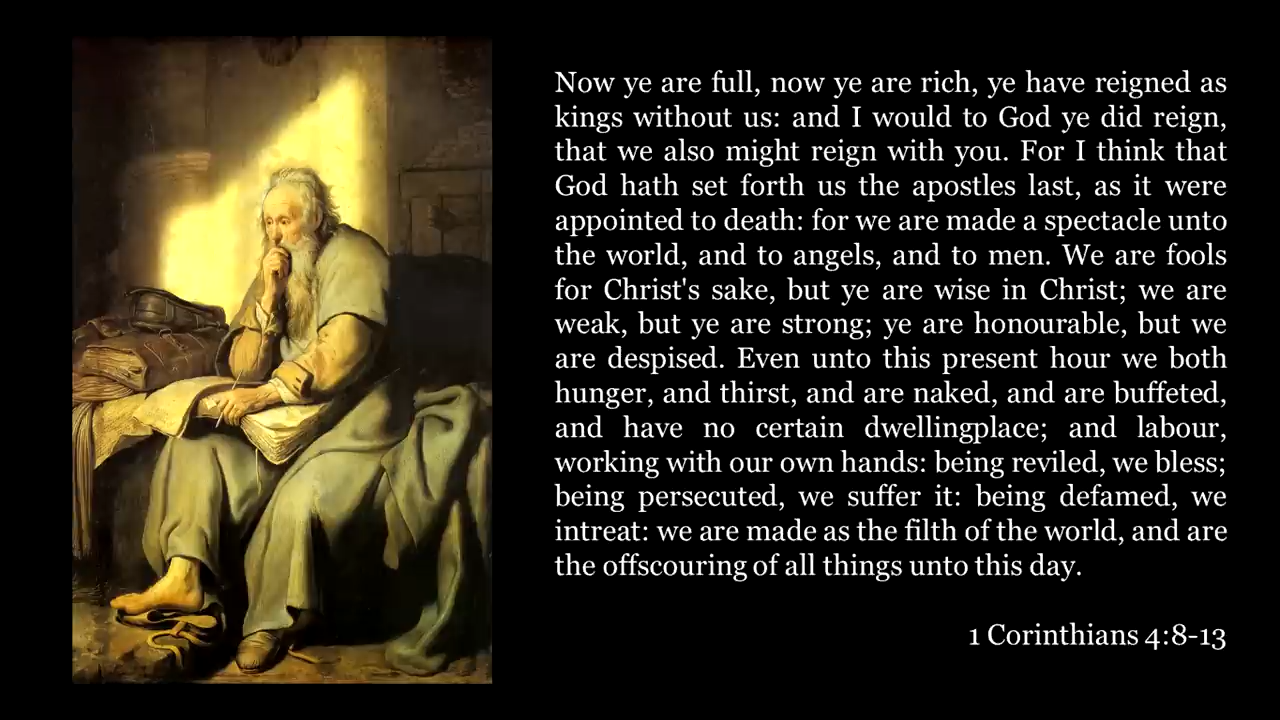 Now ye are full, now ye are rich, ye have reigned as
kings without us: and I would to God ye did reign,
that we also might reign with you. For I think that
God hath set forth us the apostles last, as it were
appointed to death: for we are made a spectacle unto
the world, and to angels, and to men. We are fools
for Christ's sake, but ye are wise in Christ; we are
weak, but ye are strong; ye are honourable, but we
are despised. Even unto this present hour we both
hunger, and thirst, and are naked, and are buffeted,
and have no certain dwellingplace; and labour,
working with our own hands: being reviled, we bless;
being persecuted, we suffer it: being defamed, we
intreat: we are made as the filth of the world, and are
the offscouring of all things unto this day.
1 Corinthians 4:8-13